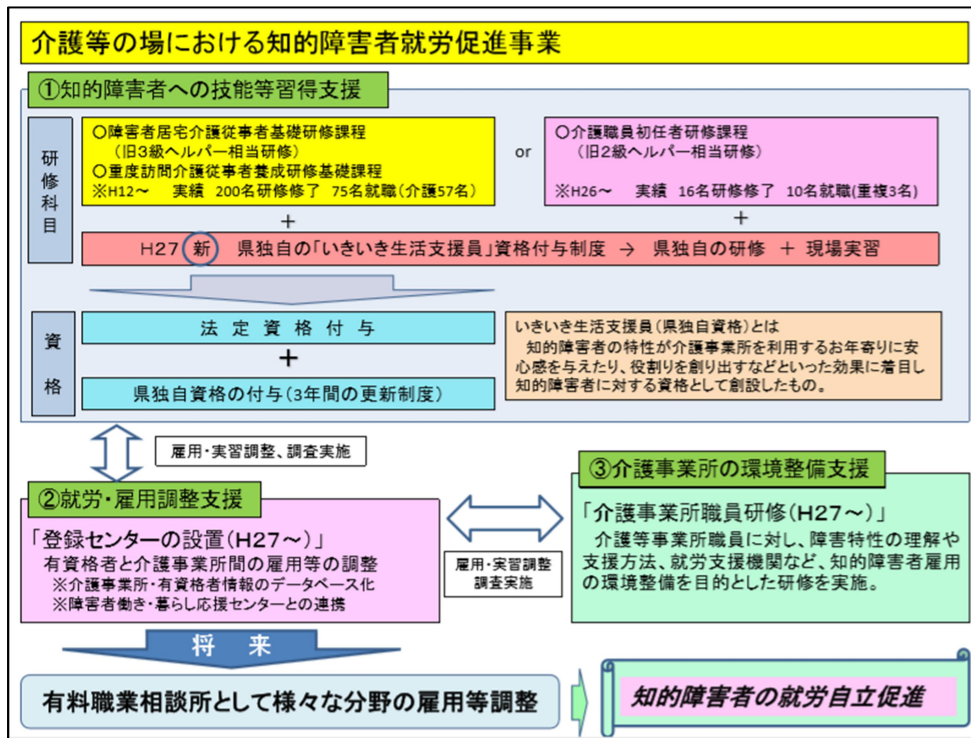 介護等の場における知的障害者就労促進事業
①知的障害者への技能等習得支援
研修科目
○障害者居宅介護従事者基礎研修課程
（旧3級ヘルパー相当研修）
○重度訪問介護従事者養成研修基礎課程
※H12～　実績 200名研修修了 75名就職（介護57名）
or
○介護職員初任者研修課程
（旧2級ヘルパー相当研修）
※H26～　実績 16名研修修了 10名就職（重複3名）
＋
＋
H27 新　県独自の「いきいき生活支援員」資格付与制度 → 県独自の研修 ＋ 現場実習
資格
法定資格付与
＋
県独自資格の付与（3年間の更新制度）
いきいき生活支援員（県独自資格）とは
知的障害者の特性が介護事業所を利用するお年寄りに安
心感を与えたり、役割りを創り出すなどといった効果に着目し
知的障害者に対する資格として創設したもの。
雇用・実習調整、調査実施
②就労・雇用調整支援
「登録センターの設置（H27～）」
有資格者と介護事業所間の雇用等の調整
※介護事業所・有資格者情報のデータベース化
※障害者働き・暮らし応援センターとの連携
雇用・実習調整
調査実施
③介護事業所の環境整備支援
「介護事業所職員研修（H27～）」
介護等事業所職員に対し、障害特性の理解や
支援方法、就労支援機関など、知的障害者雇用
の環境整備を目的とした研修を実施。
将来
有料職業相談所として様々な分野の雇用等調整
知的障害者の就労自立促進